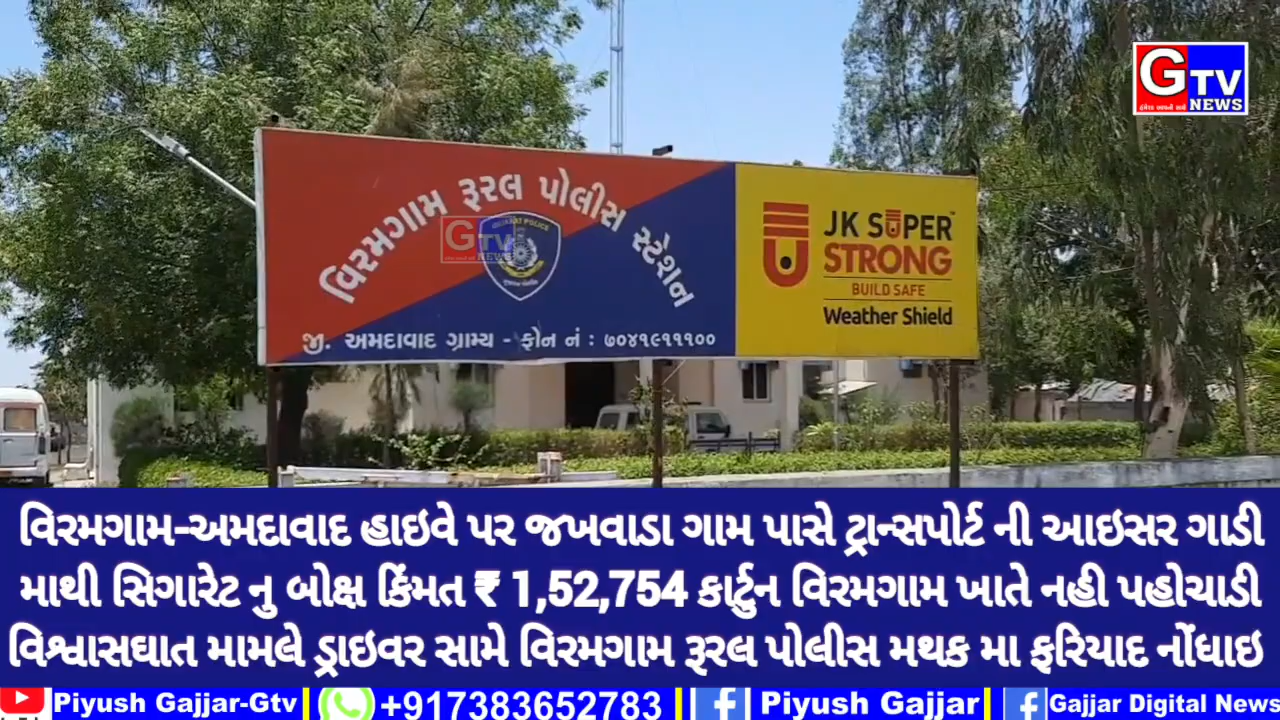 GTV
NEWS
વિરમગામ રૂરલ પોલીસ સ્ટેશન
GTV
NEWS
જી. અમદાવાદ ગ્રામ્ય - ફોન નં : ૭૦૪૧૯૧૧૧૦૦
JK SUPER
STRONG
BUILD SAFE
Weather Shield
વિરમગામ-અમદાવાદ હાઇવે પર જખવાડા ગામ પાસે ટ્રાન્સપોર્ટ ની આઇસર ગાડી
માથી સિગારેટ નુ બોક્ષ કિંમત ₹ 1,52,754 કાર્ટુન વિરમગામ ખાતે નહી પહોચાડી
વિશ્વાસઘાત મામલે ડ્રાઇવર સામે વિરમગામ રૂરલ પોલીસ મથક મા ફરિયાદ નોંધાઇ
Piyush Gajjar-Gtv +917383652783 Piyush Gajjar Gajjar Digital News